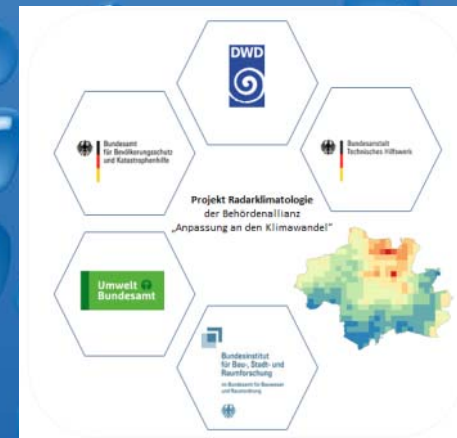 DWD
Bundesamt
für Bevölkerungsschutz
und Katastrophenhilfe
Bundesanstalt
Technisches Hilfswerk
Projekt Radarklimatologie
der Behördenallianz
„Anpassung an den Klimawandel“
Umwelt
Bundesamt
Bundesinstitut
für Bau-, Stadt- und
Raumforschung
im Bundesamt für Bauwesen
und Raumordnung